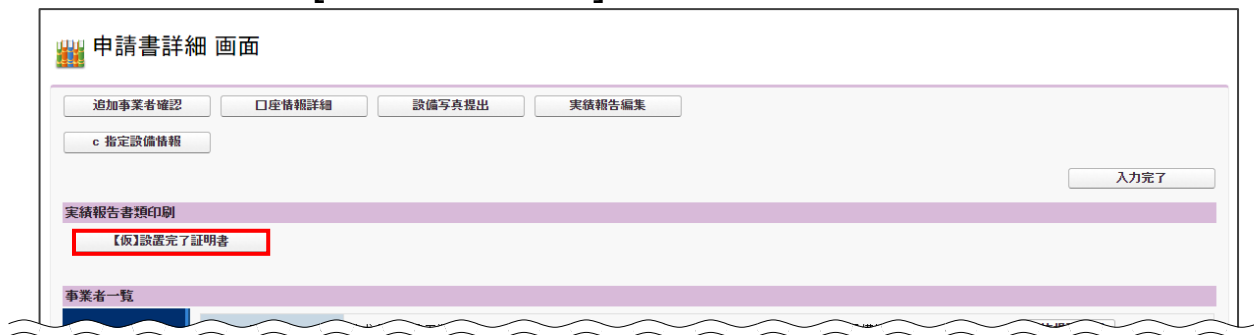 申請書詳細 画面
追加事業者確認 口座情報詳細 設備写真提出 実績報告編集
c 指定設備情報
入力完了
実績報告書類印刷
【仮】設置完了証明書
事業者一覧